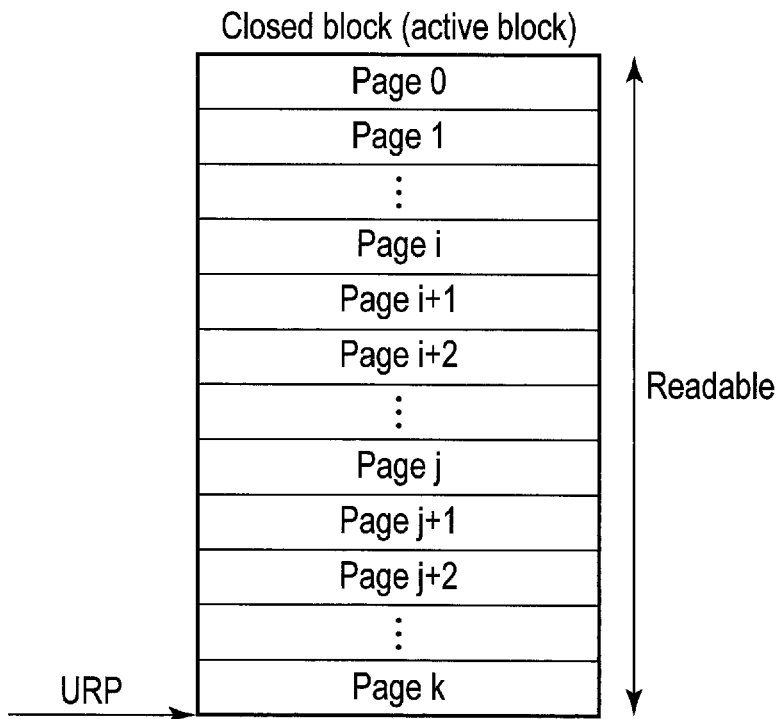 Closed block (active block)
Page 0
Page 1
⋮
Page i
Page i+1
Page i+2
⋮
Readable
Page j
Page j+1
Page j+2
⋮
URP
Page k